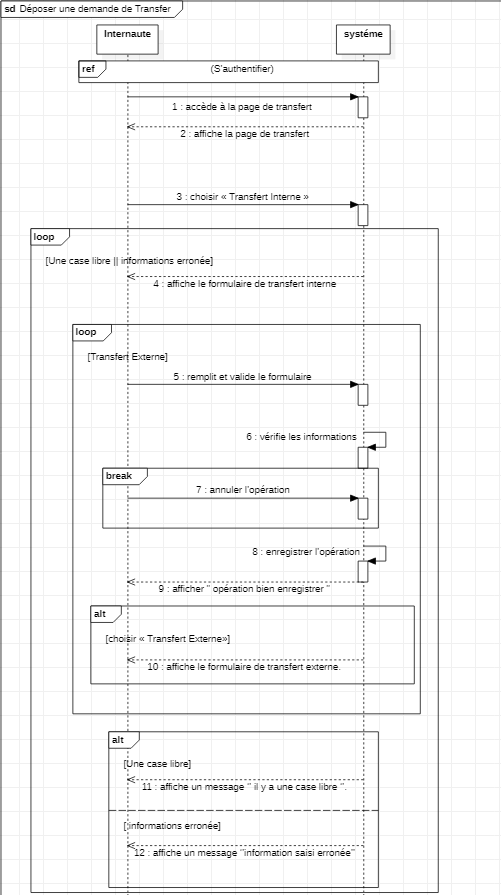 sd Déposer une demande de Transfer
Internaute
systéme
ref
(S'authentifier)
1 : accède à la page de transfert
2 : affiche la page de transfert
3 : choisir « Transfert Interne »
loop
[Une case libre || informations erronée]
4 : affiche le formulaire de transfert interne
loop
[Transfert Externe]
5 : remplit et valide le formulaire
6 : vérifie les informations
break
7 : annuler l'opération
8 : enregistrer l'opération
9 : afficher " opération bien enregistrer "
alt
[choisir « Transfert Externe»]
10 : affiche le formulaire de transfert externe.
alt
[Une case libre]
11 : affiche un message " il y a une case libre ".
[informations erronée]
12 : affiche un message "information saisi erronée"